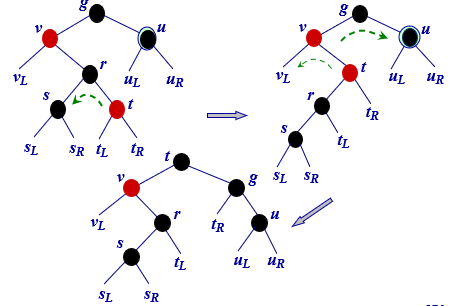 g
v u
r
v_L
s t u_L u_R
s_L s_R t_L t_R
g
v u
v_L t u_L u_R
r t_R
s t_L
s_L s_R
t
v g
v_L r t_R u
s t_L u_L u_R
s_L s_R